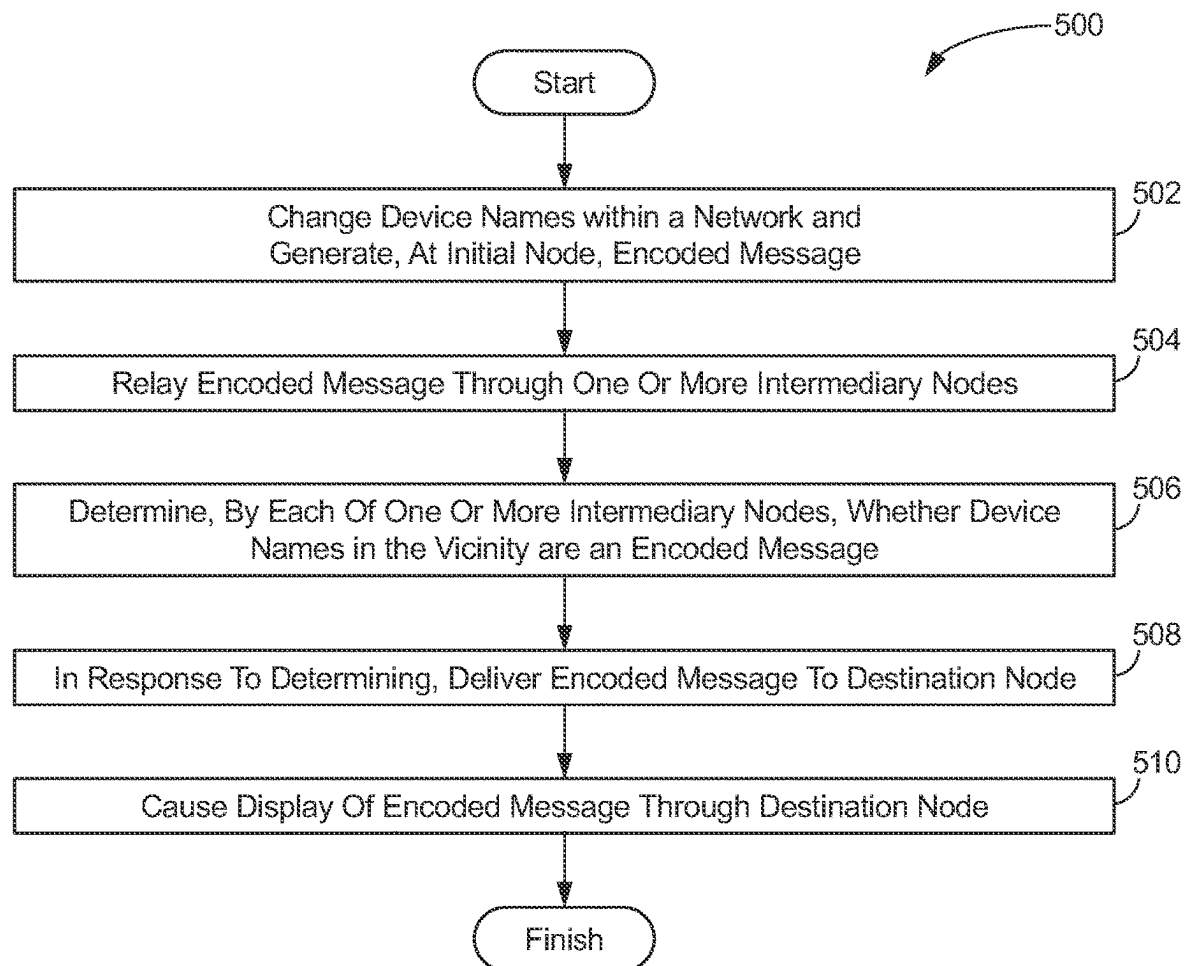 500
Start
502
Change Device Names within a Network and
Generate, At Initial Node, Encoded Message
504
Relay Encoded Message Through One Or More Intermediary Nodes
506
Determine, By Each Of One Or More Intermediary Nodes, Whether Device
Names in the Vicinity are an Encoded Message
508
In Response To Determining, Deliver Encoded Message To Destination Node
510
Cause Display Of Encoded Message Through Destination Node
Finish